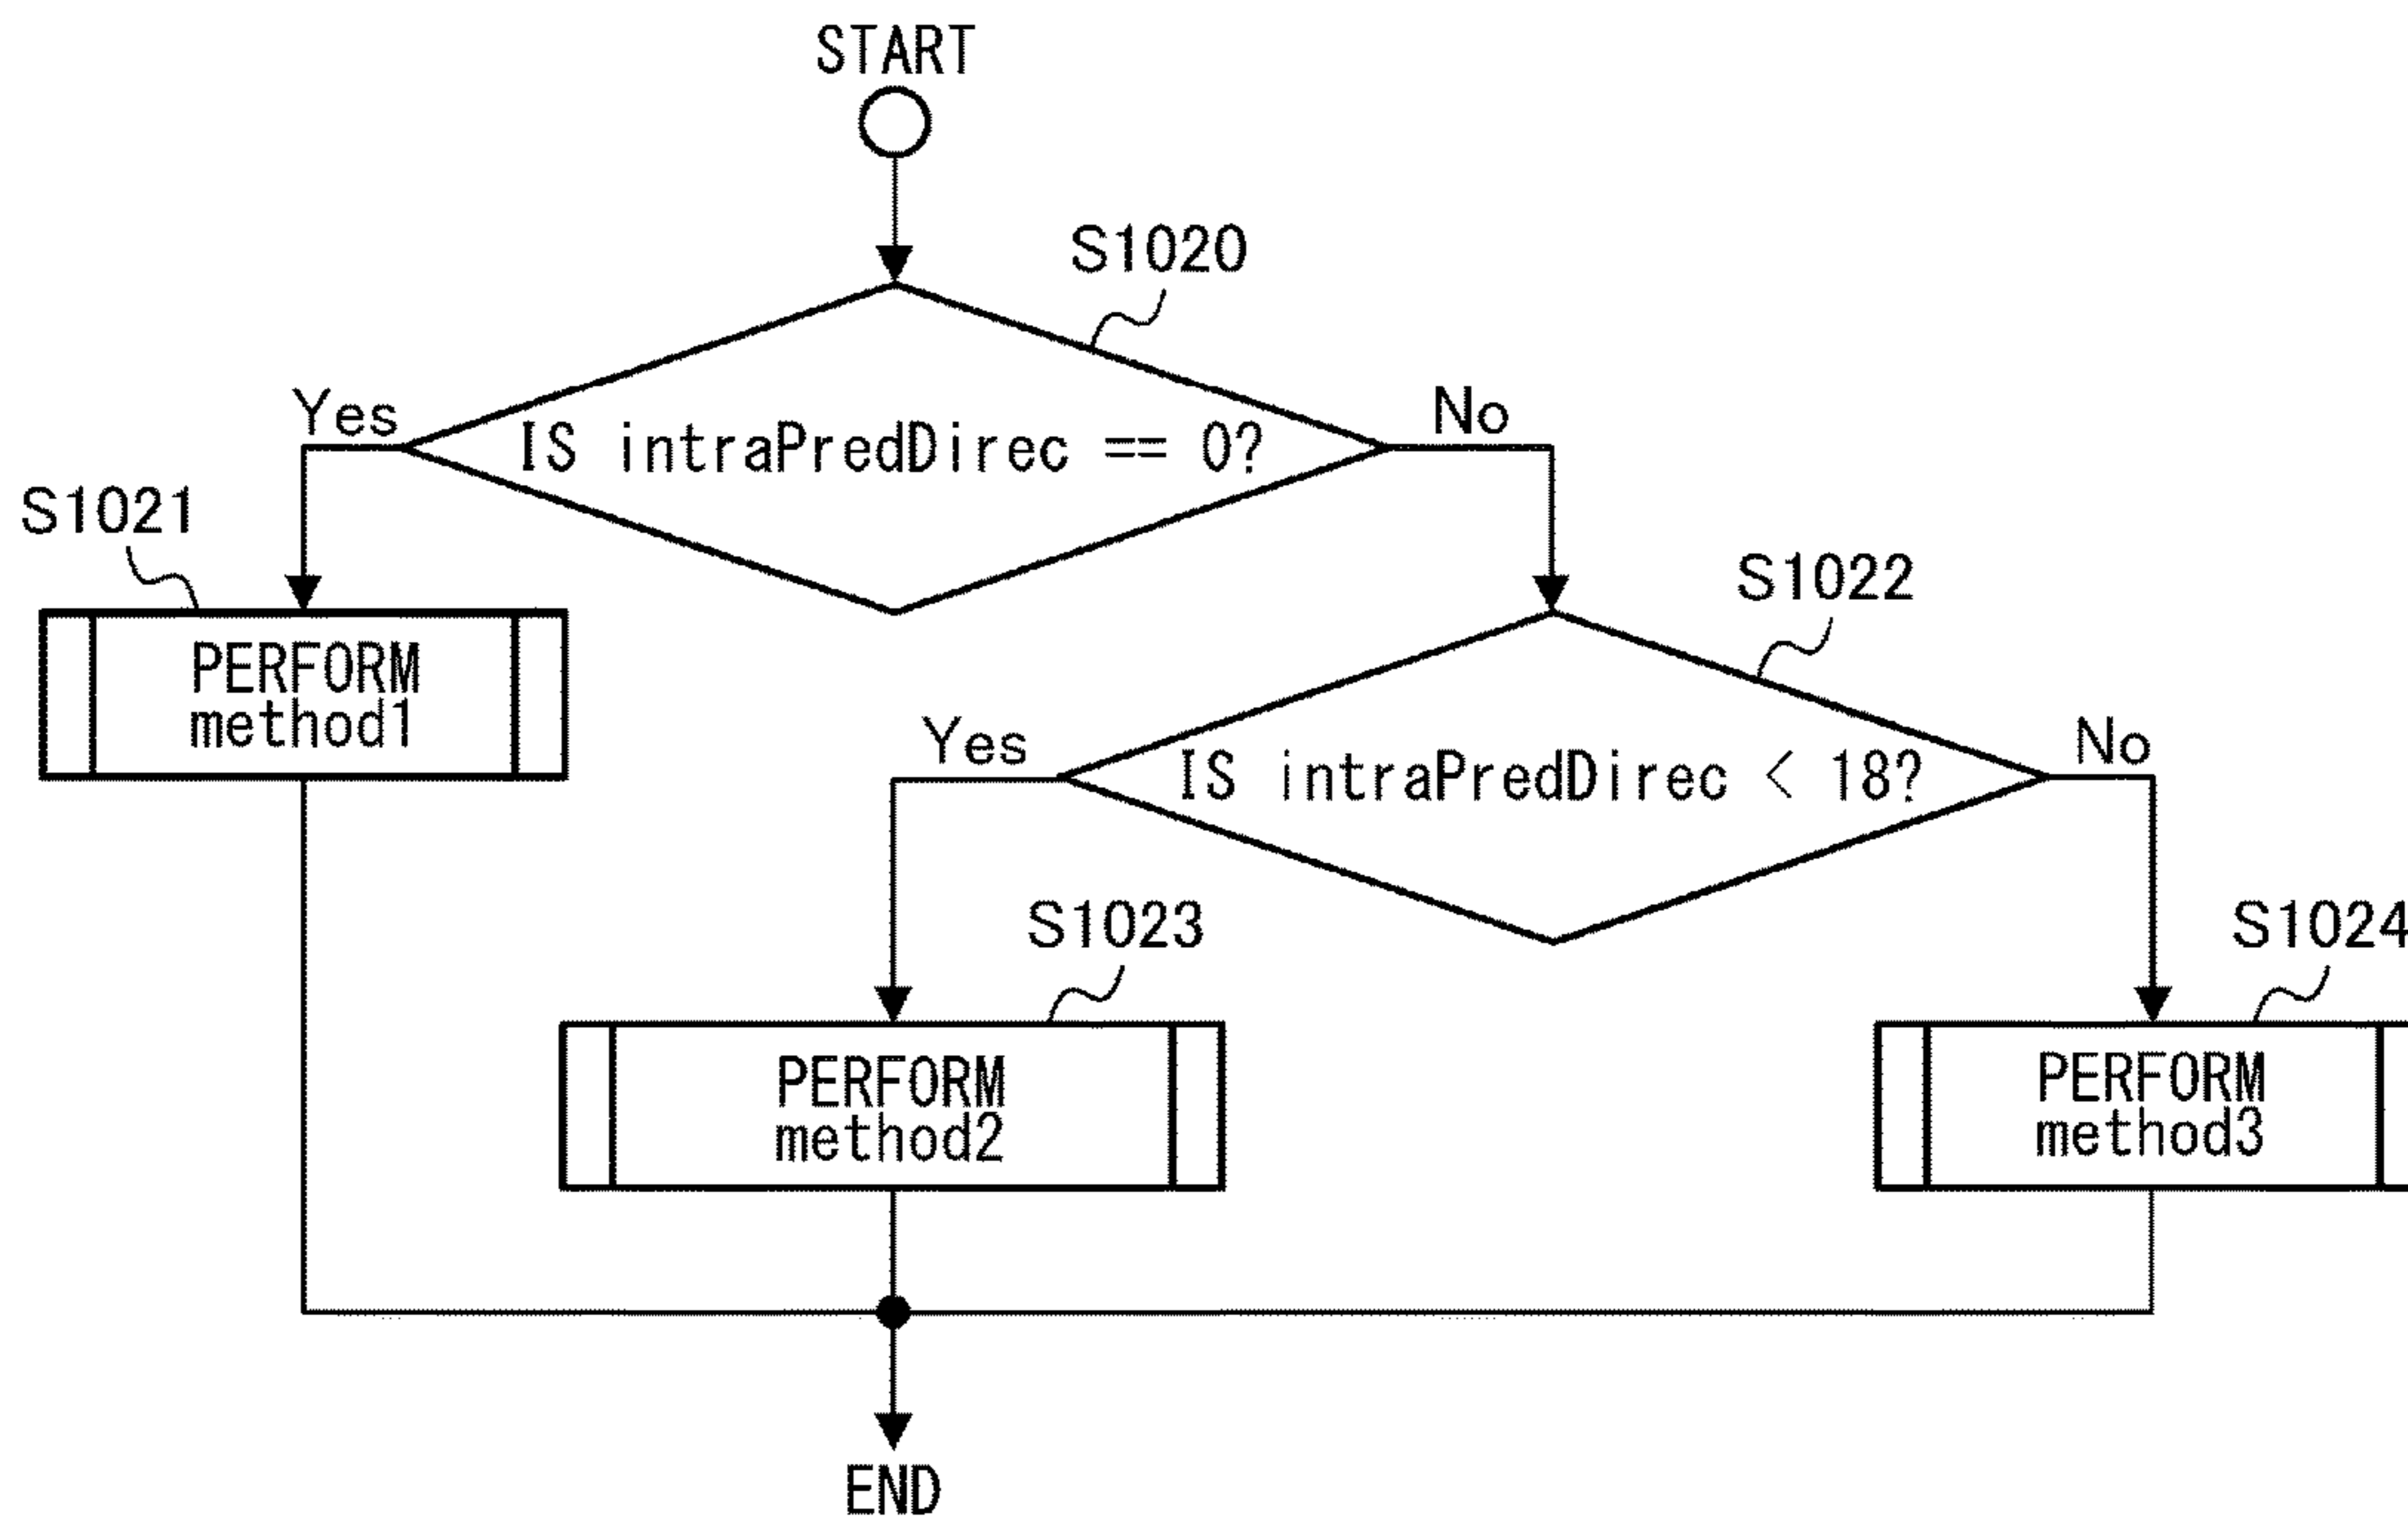 START
S1020
Yes
IS intraPredDirec == 0?
No
S1021
PERFORM
method1
S1022
Yes
IS intraPredDirec < 18?
No
S1023
PERFORM
method2
S1024
PERFORM
method3
END